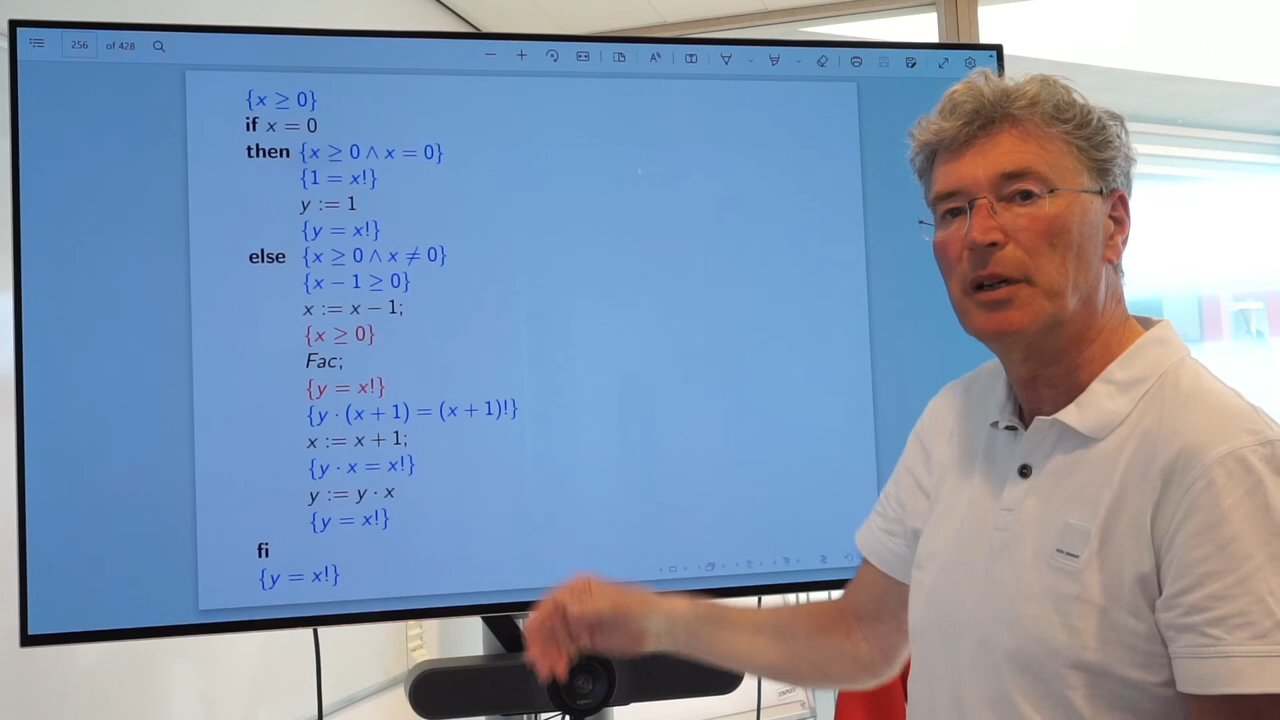 256 of 428
{x ≥ 0}
if x = 0
then {x ≥ 0 ∧ x = 0}
{1 = x!}
y := 1
{y = x!}
else {x ≥ 0 ∧ x ≠ 0}
{x − 1 ≥ 0}
x := x − 1;
{x ≥ 0}
Fac;
{y = x!}
{y · (x + 1) = (x + 1)!}
x := x + 1;
{y · x = x!}
y := y · x
{y = x!}
fi
{y = x!}